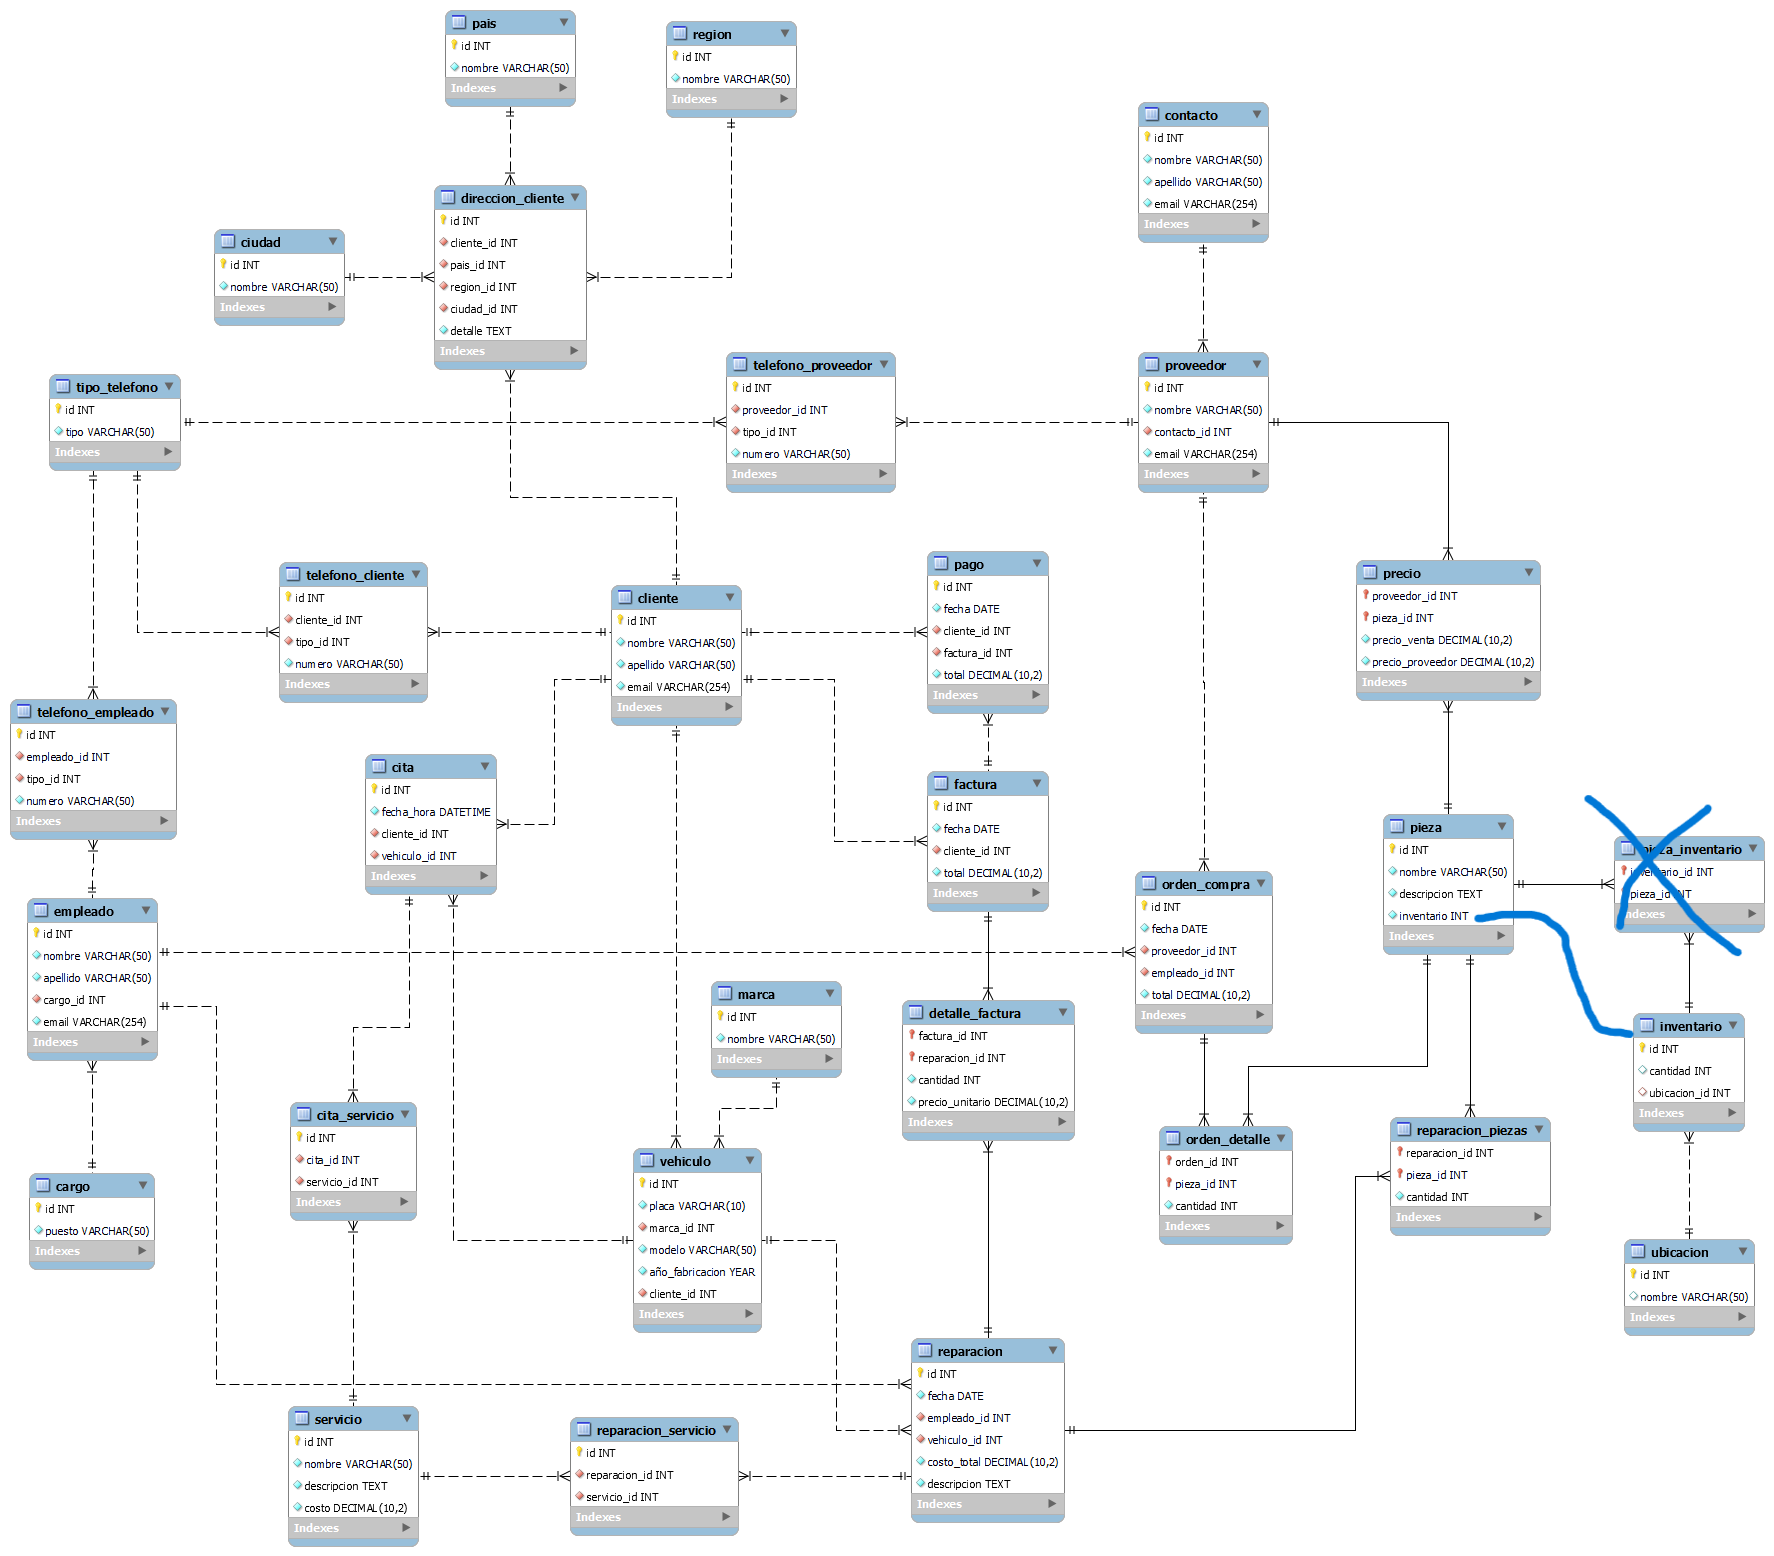 pais
id INT
nombre VARCHAR(50)
Indexes
region
id INT
nombre VARCHAR(50)
Indexes
contacto
id INT
nombre VARCHAR(50)
apellido VARCHAR(50)
email VARCHAR(254)
Indexes
direccion_cliente
id INT
cliente_id INT
pais_id INT
region_id INT
ciudad_id INT
detalle TEXT
Indexes
ciudad
id INT
nombre VARCHAR(50)
Indexes
tipo_telefono
id INT
tipo VARCHAR(50)
Indexes
telefono_proveedor
id INT
proveedor_id INT
tipo_id INT
numero VARCHAR(50)
Indexes
proveedor
id INT
nombre VARCHAR(50)
contacto_id INT
email VARCHAR(254)
Indexes
telefono_cliente
id INT
cliente_id INT
tipo_id INT
numero VARCHAR(50)
Indexes
cliente
id INT
nombre VARCHAR(50)
apellido VARCHAR(50)
email VARCHAR(254)
Indexes
pago
id INT
fecha DATE
cliente_id INT
factura_id INT
total DECIMAL(10,2)
Indexes
precio
proveedor_id INT
pieza_id INT
precio_venta DECIMAL(10,2)
precio_proveedor DECIMAL(10,2)
Indexes
telefono_empleado
id INT
empleado_id INT
tipo_id INT
numero VARCHAR(50)
Indexes
cita
id INT
fecha_hora DATETIME
cliente_id INT
vehiculo_id INT
Indexes
factura
id INT
fecha DATE
cliente_id INT
total DECIMAL(10,2)
Indexes
pieza
id INT
nombre VARCHAR(50)
descripcion TEXT
inventario INT
Indexes
pieza_inventario
inventario_id INT
pieza_id INT
Indexes
empleado
id INT
nombre VARCHAR(50)
apellido VARCHAR(50)
cargo_id INT
email VARCHAR(254)
Indexes
orden_compra
id INT
fecha DATE
proveedor_id INT
empleado_id INT
total DECIMAL(10,2)
Indexes
marca
id INT
nombre VARCHAR(50)
Indexes
detalle_factura
factura_id INT
reparacion_id INT
cantidad INT
precio_unitario DECIMAL(10,2)
Indexes
inventario
id INT
cantidad INT
ubicacion_id INT
Indexes
cita_servicio
id INT
cita_id INT
servicio_id INT
Indexes
orden_detalle
orden_id INT
pieza_id INT
cantidad INT
Indexes
reparacion_piezas
reparacion_id INT
pieza_id INT
cantidad INT
Indexes
cargo
id INT
puesto VARCHAR(50)
Indexes
vehiculo
id INT
placa VARCHAR(10)
marca_id INT
modelo VARCHAR(50)
año_fabricacion YEAR
cliente_id INT
Indexes
ubicacion
id INT
nombre VARCHAR(50)
Indexes
reparacion
id INT
fecha DATE
empleado_id INT
vehiculo_id INT
costo_total DECIMAL(10,2)
descripcion TEXT
Indexes
servicio
id INT
nombre VARCHAR(50)
descripcion TEXT
costo DECIMAL(10,2)
Indexes
reparacion_servicio
id INT
reparacion_id INT
servicio_id INT
Indexes